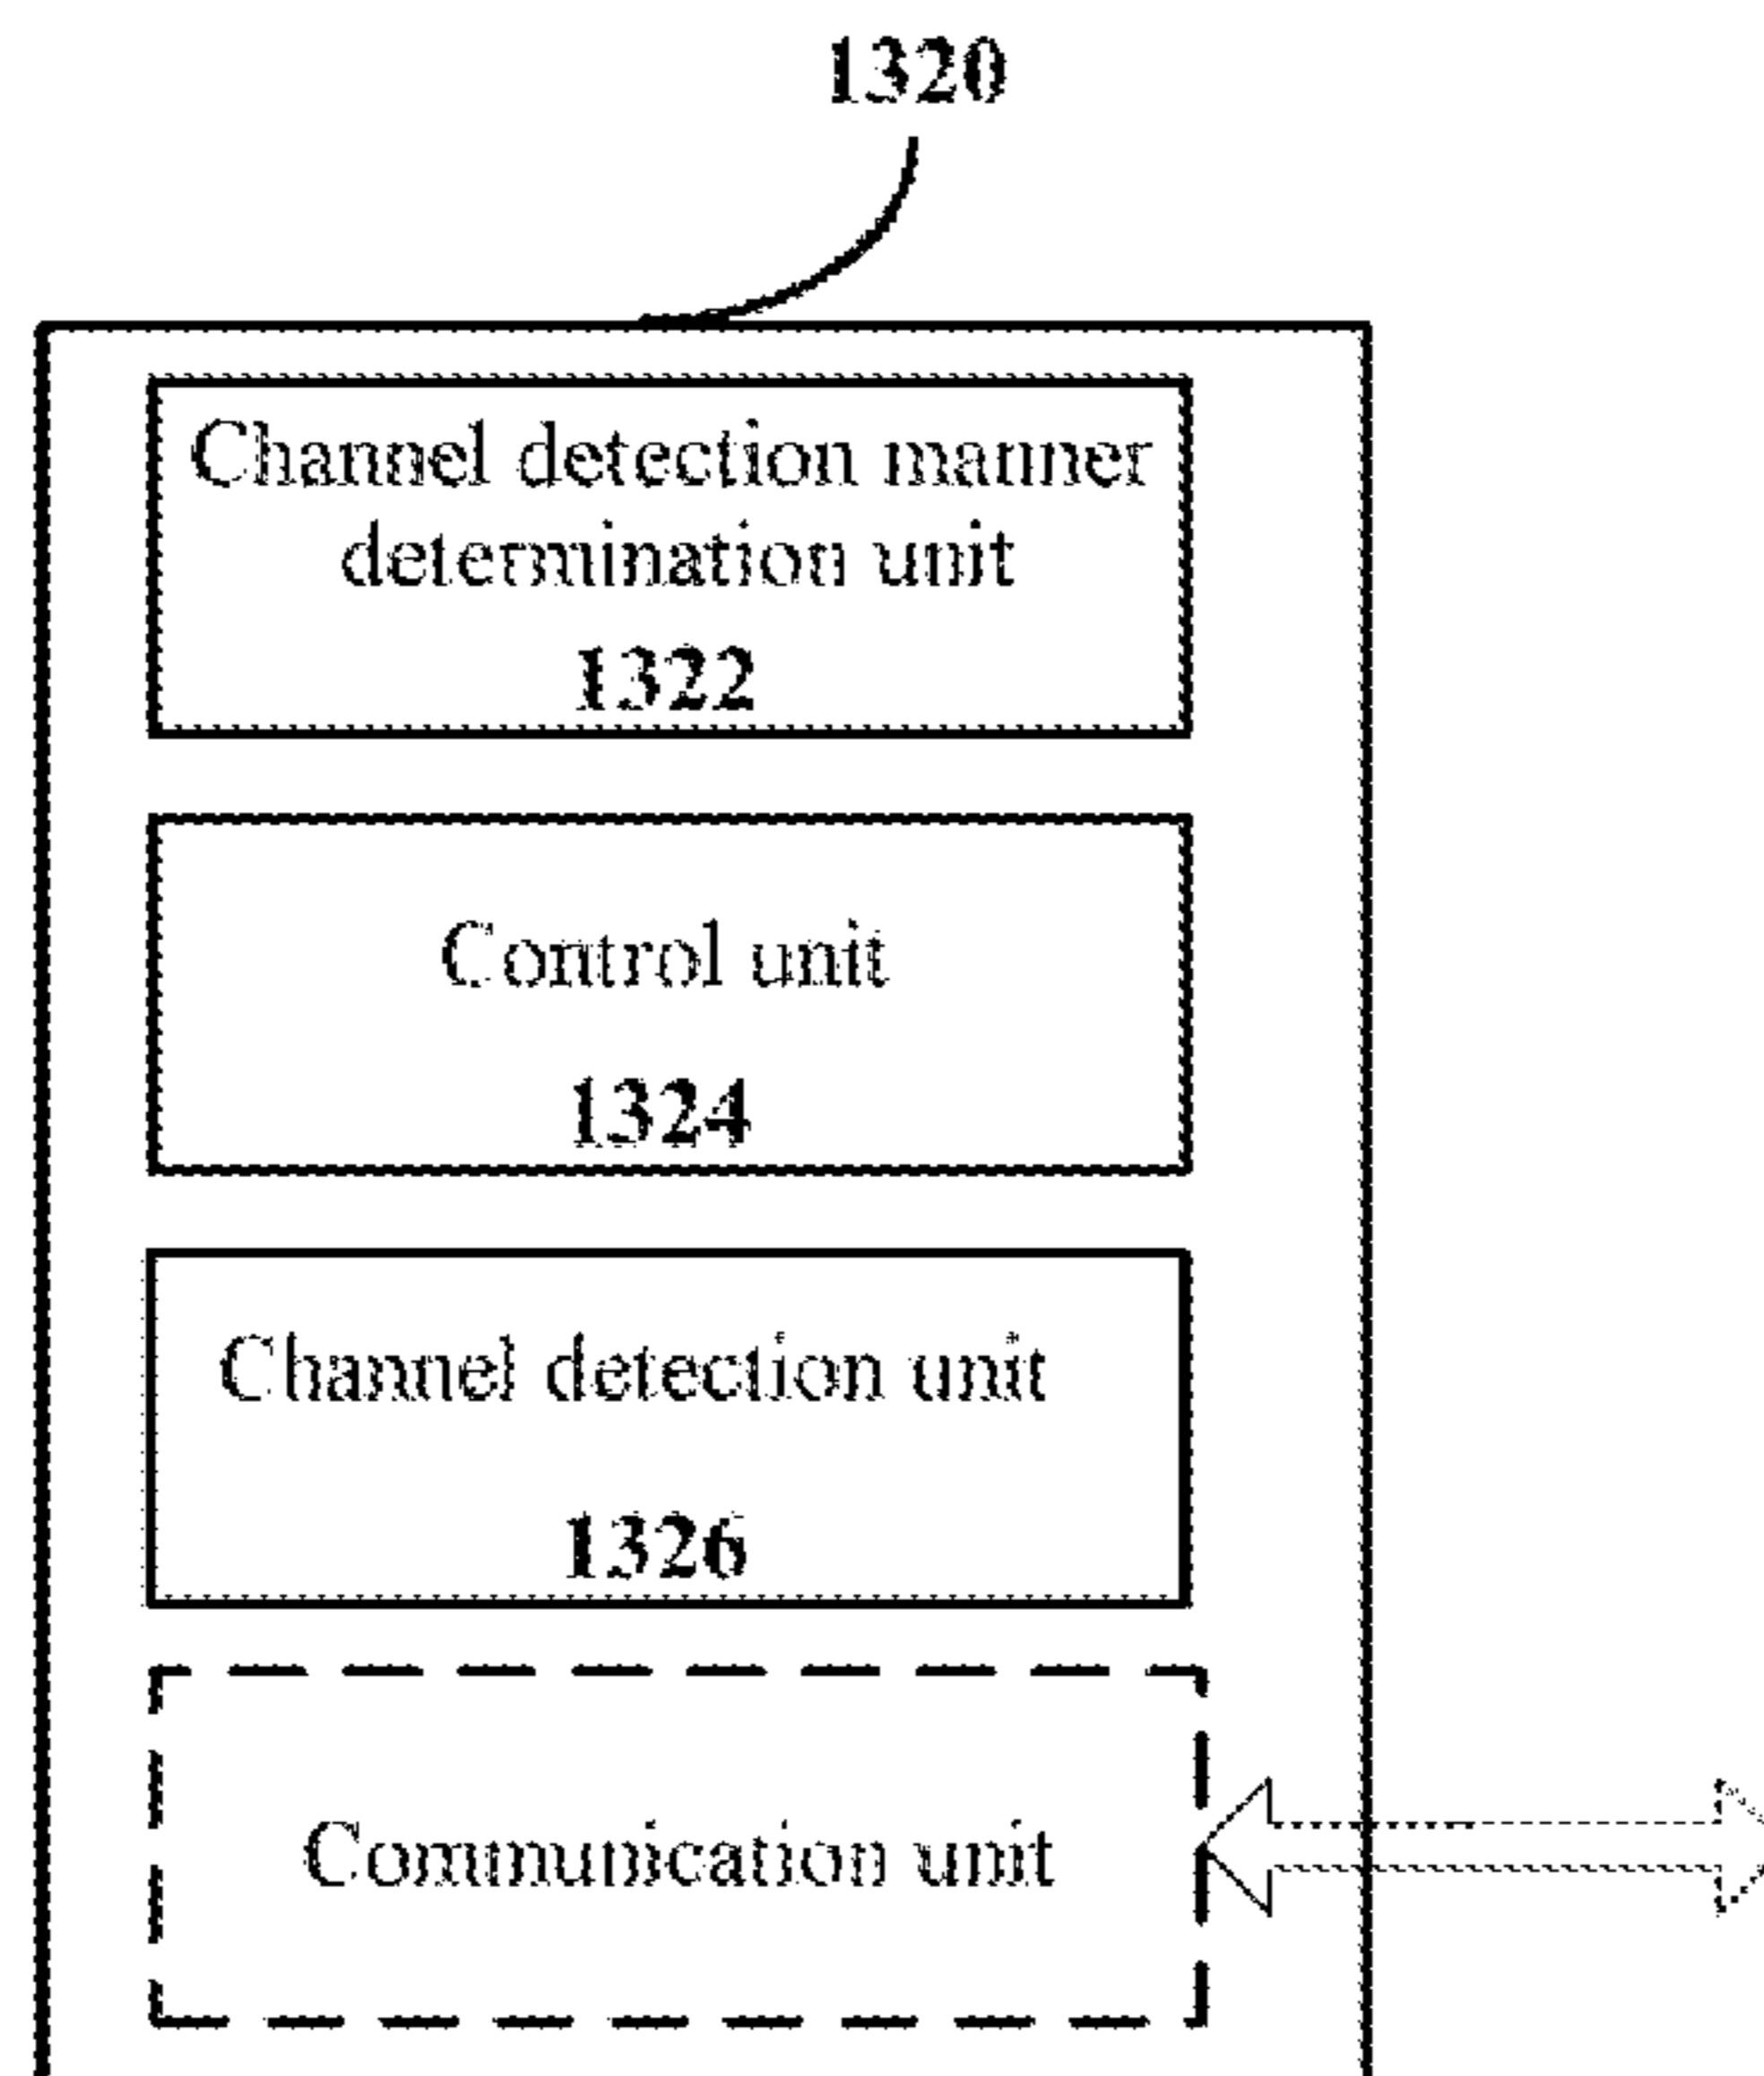 1320
Channel detection manner
determination unit
1322
Control unit
1324
Channel detection unit
1326
Communication unit